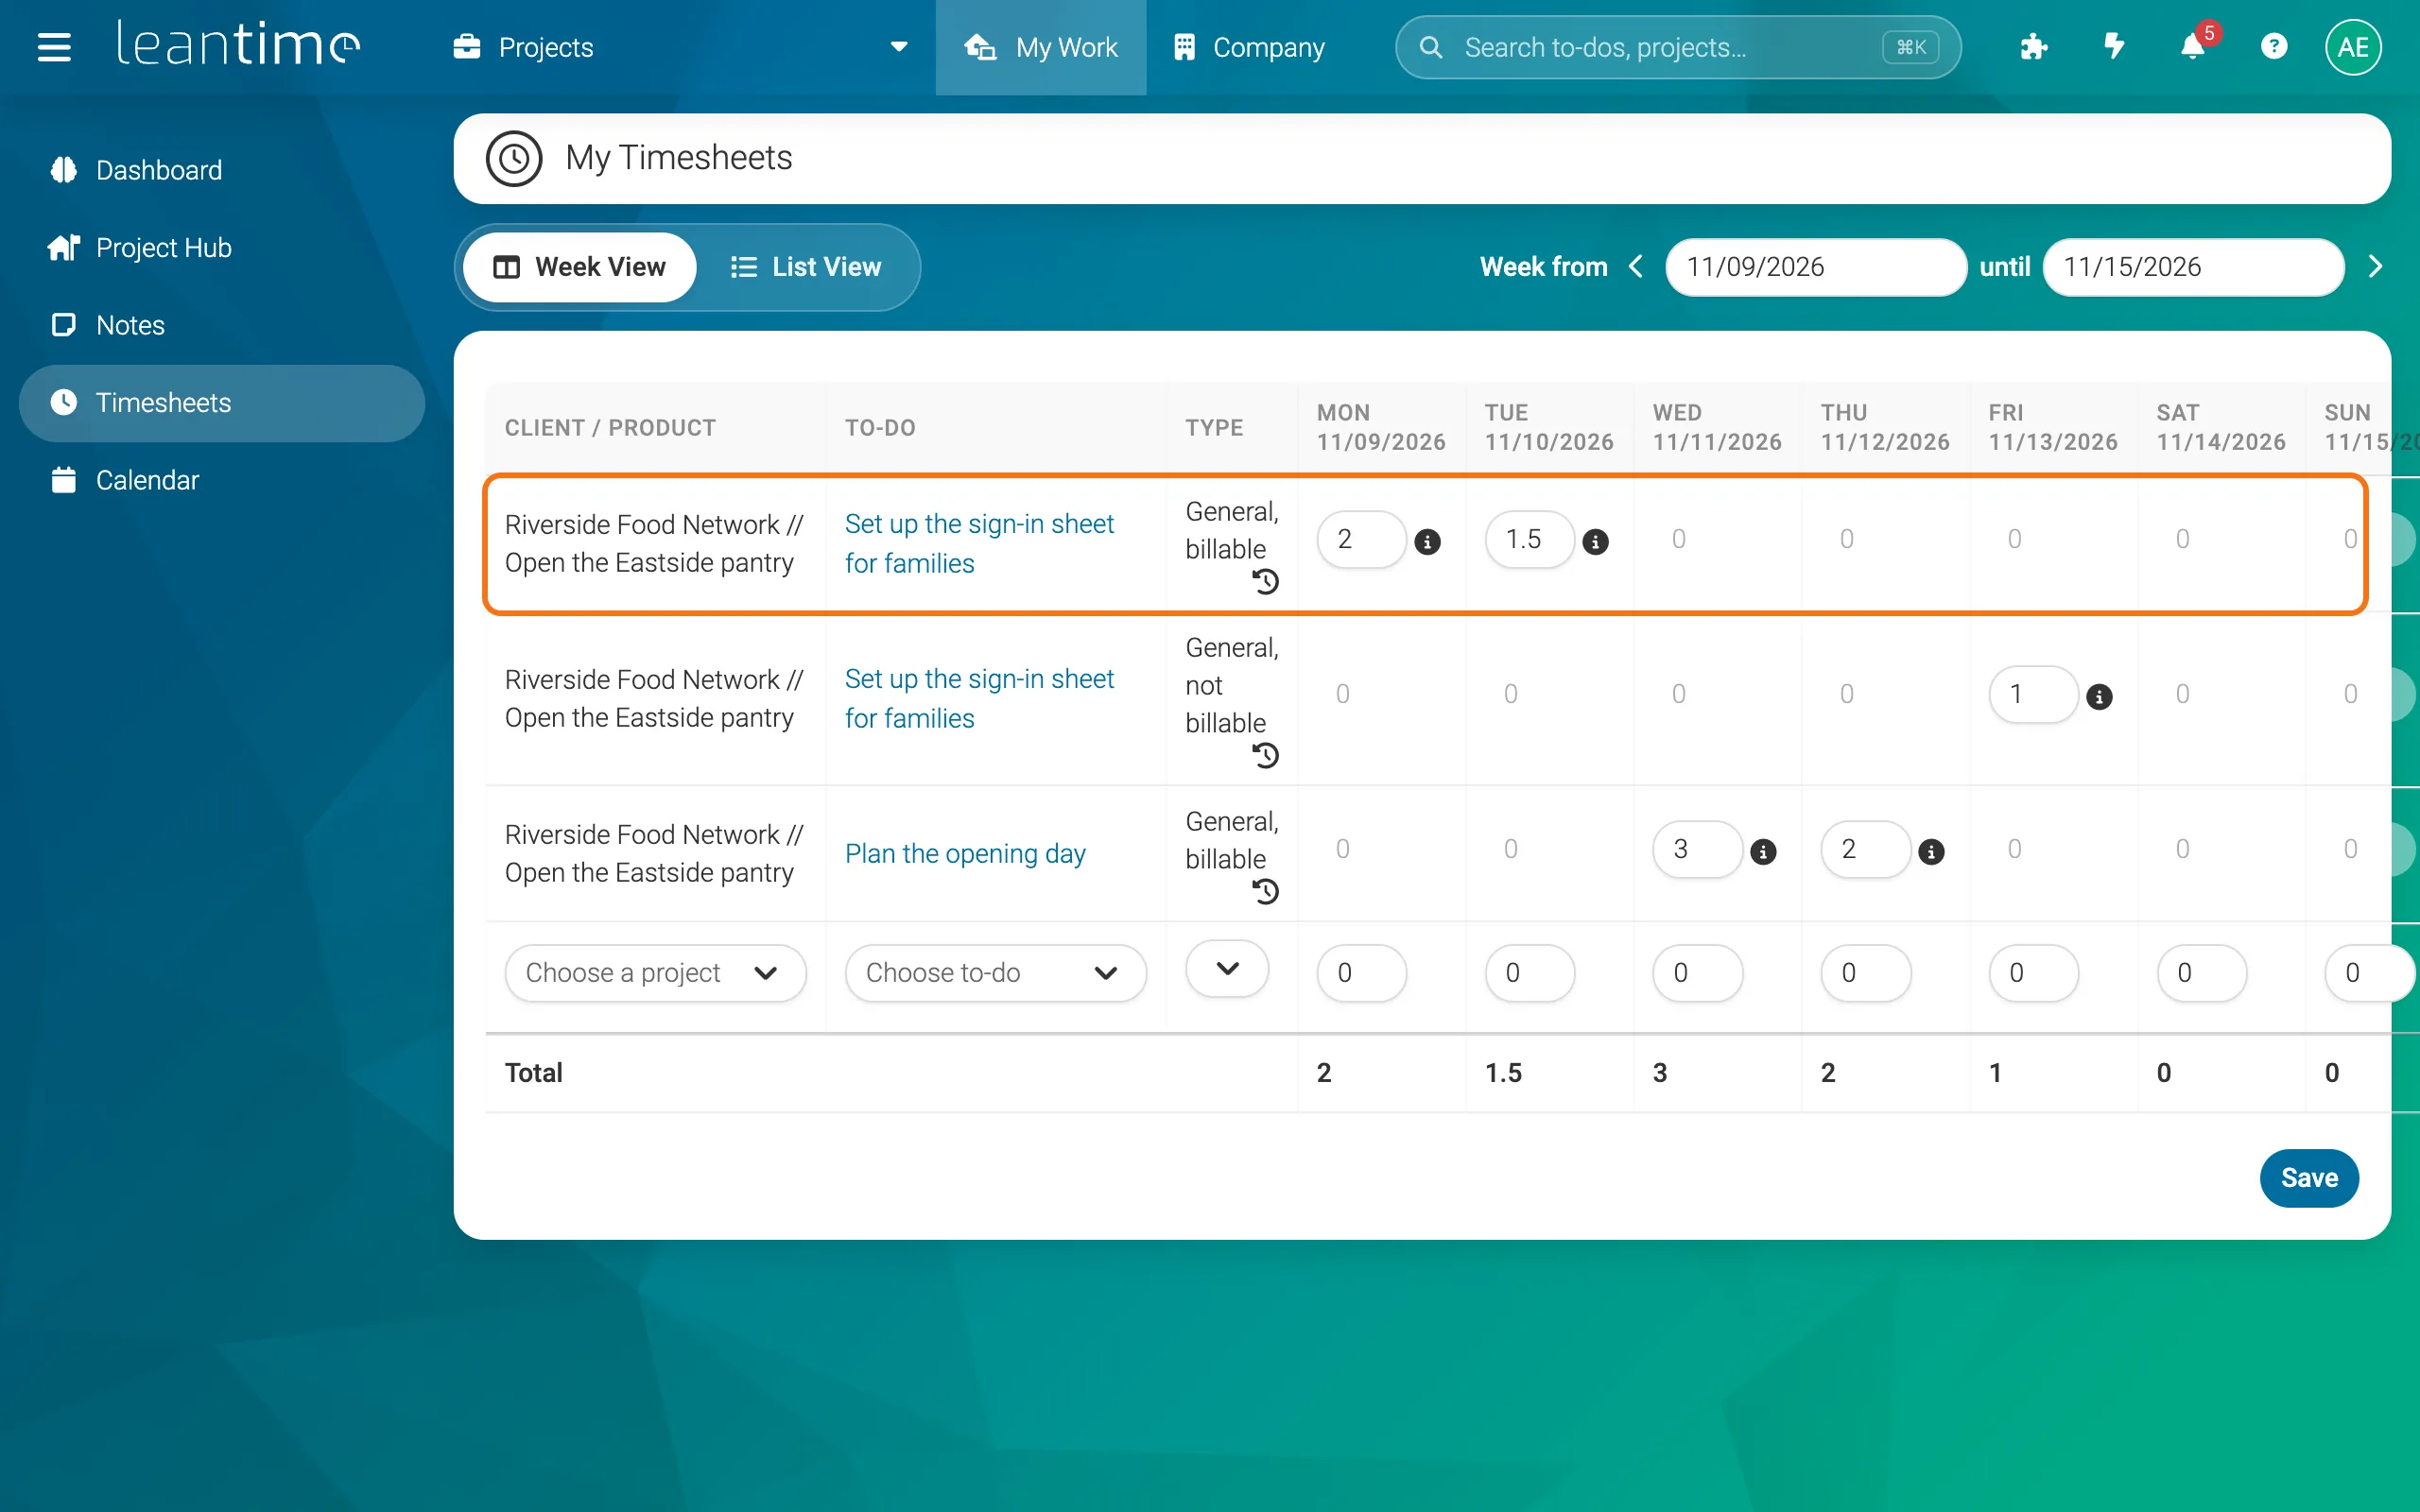 leantime
Projects
My Work
Company
Search to-dos, projects...
⌘K
5
?
AE
Dashboard
Project Hub
Notes
Timesheets
Calendar
My Timesheets
Week View
List View
Week from
11/09/2026
until
11/15/2026
CLIENT / PRODUCT
TO-DO
TYPE
MON
11/09/2026
TUE
11/10/2026
WED
11/11/2026
THU
11/12/2026
FRI
11/13/2026
SAT
11/14/2026
SUN
11/15/20
Riverside Food Network //
Open the Eastside pantry
Set up the sign-in sheet
for families
General,
billable
2
1.5
0
0
0
0
0
Riverside Food Network //
Open the Eastside pantry
Set up the sign-in sheet
for families
General,
not
billable
0
0
0
0
1
0
0
Riverside Food Network //
Open the Eastside pantry
Plan the opening day
General,
billable
0
0
3
2
0
0
0
Choose a project
Choose to-do
0
0
0
0
0
0
0
Total
2
1.5
3
2
1
0
0
Save